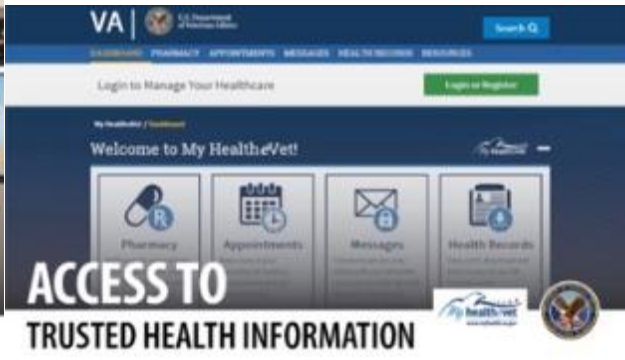 VA
U.S. Department
of Veterans Affairs
Search
DASHBOARD PHARMACY APPOINTMENTS MESSAGES HEALTH RECORDS RESOURCES
Login to Manage Your Healthcare
Login or Register
My HealtheVet / Dashboard
Welcome to My HealtheVet!
Pharmacy
Appointments
Messages
Health Records
ACCESS TO
TRUSTED HEALTH INFORMATION
My healthevet